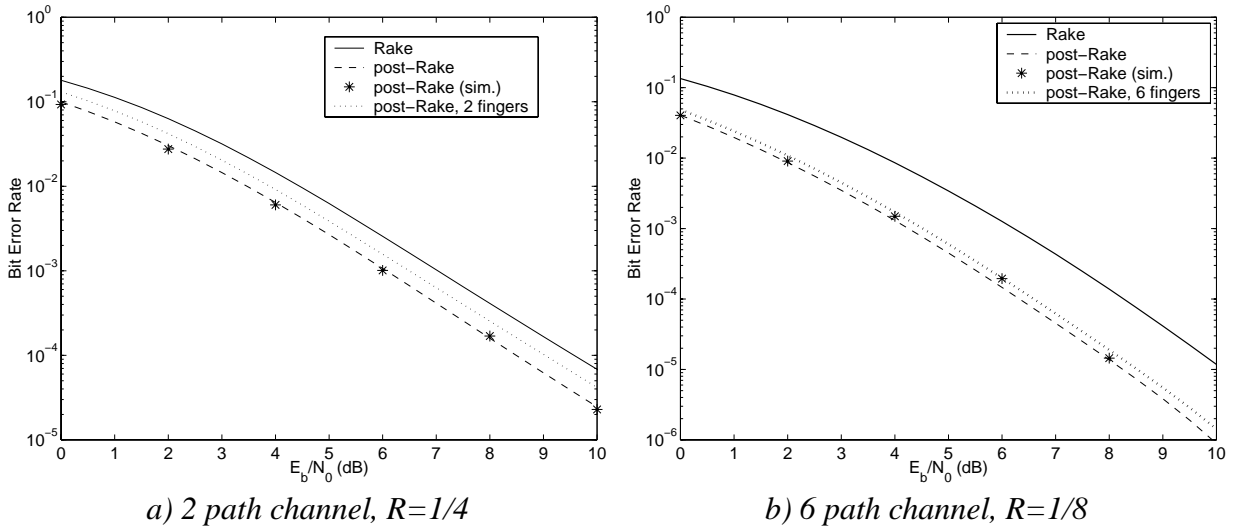 10^0
10^-1
10^-2
10^-3
10^-4
10^-5
Bit Error Rate
Rake
post-Rake
post-Rake (sim.)
post-Rake, 2 fingers
0 1 2 3 4 5 6 7 8 9 10
E_b/N_0 (dB)
a) 2 path channel, R=1/4
10^0
10^-1
10^-2
10^-3
10^-4
10^-5
10^-6
Bit Error Rate
Rake
post-Rake
post-Rake (sim.)
post-Rake, 6 fingers
0 1 2 3 4 5 6 7 8 9 10
E_b/N_0 (dB)
b) 6 path channel, R=1/8